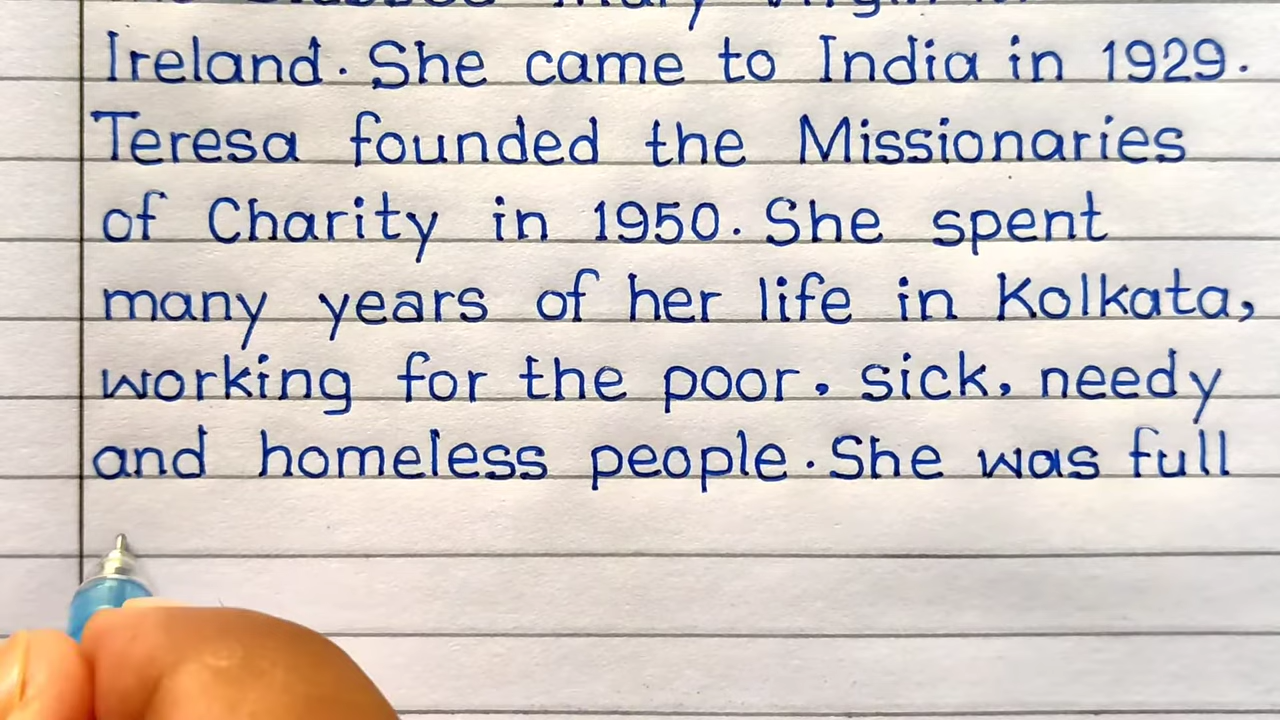 Ireland. She came to India in 1929.
Teresa founded the Missionaries
of Charity in 1950. She spent
many years of her life in Kolkata,
working for the poor, sick, needy
and homeless people. She was full